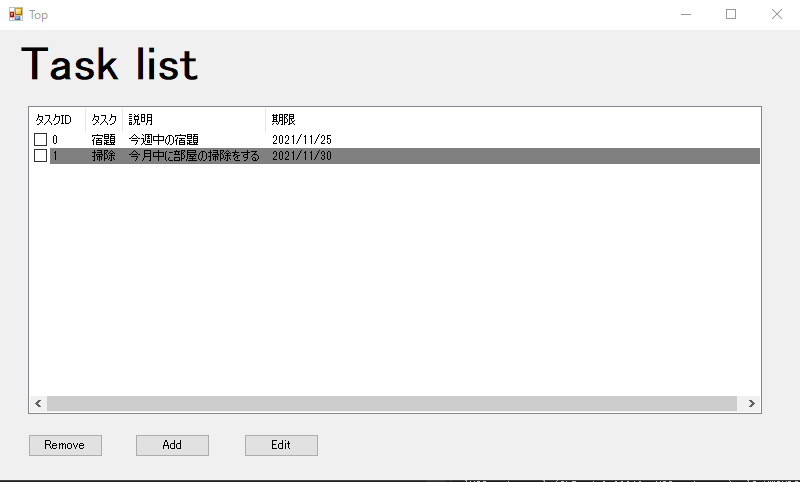 Top
Task list
タスクID タスク 説明 期限
0 宿題 今週中の宿題 2021/11/25
1 掃除 今月中に部屋の掃除をする 2021/11/30
Remove Add Edit